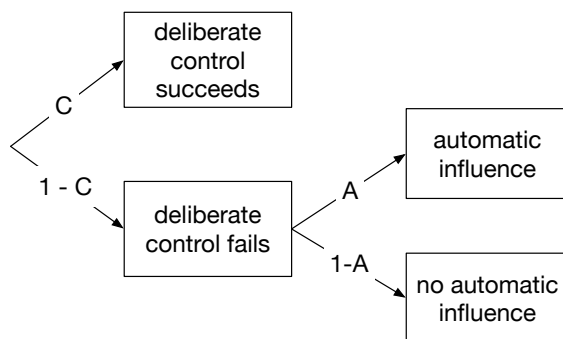 deliberate
control
succeeds
C
1 - C
deliberate
control fails
A
1-A
automatic
influence
no automatic
influence